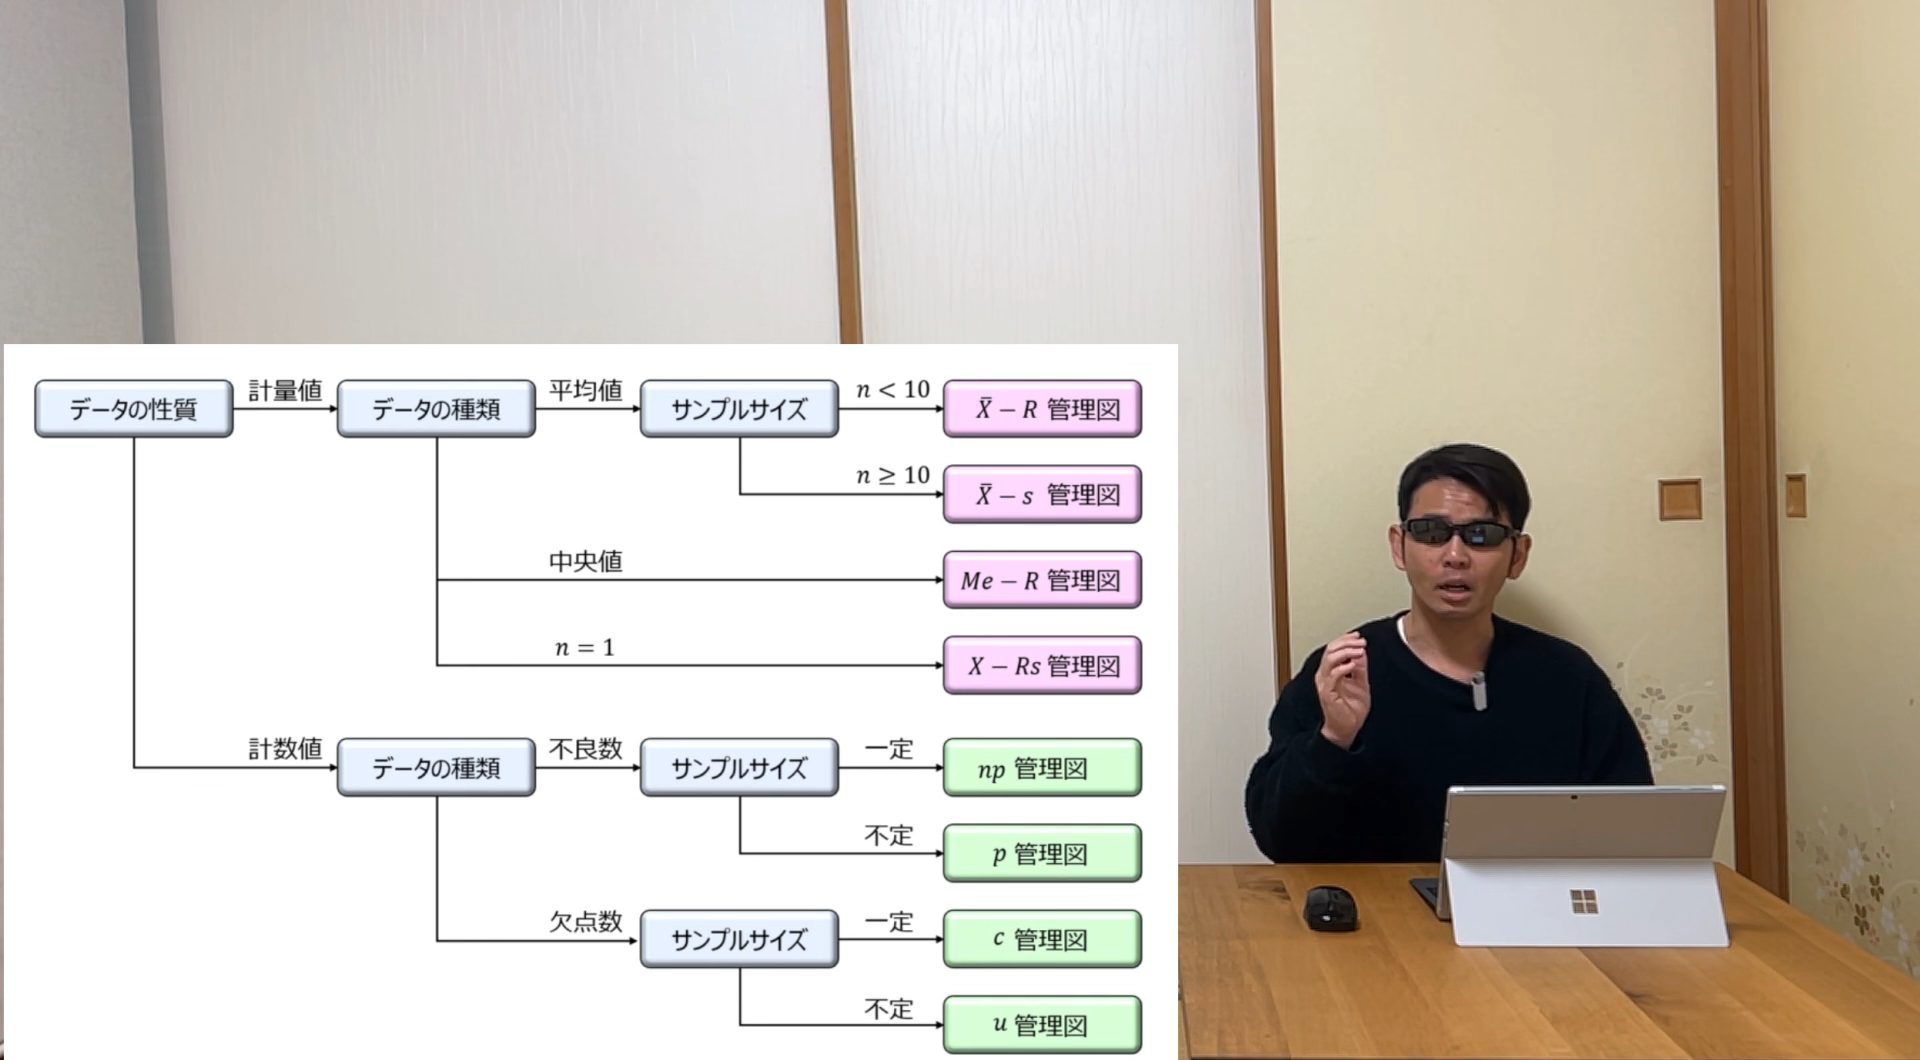 データの性質 計量値 データの種類 平均値 サンプルサイズ n < 10 X̄ − R 管理図
n ≥ 10 X̄ − s 管理図
中央値 Me − R 管理図
n = 1 X − Rs 管理図
計数値 データの種類 不良数 サンプルサイズ 一定 np 管理図
不定 p 管理図
欠点数 サンプルサイズ 一定 c 管理図
不定 u 管理図